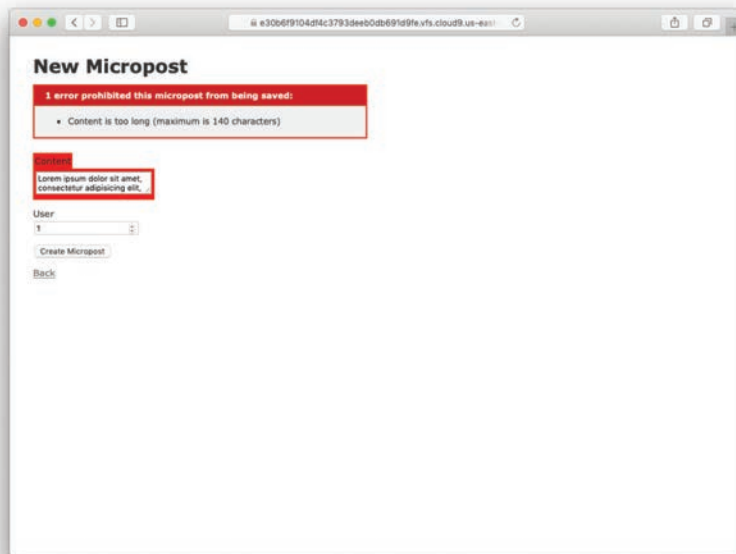 e30b6f9104df4c3793deeb0db691d9fe.vfs.cloud9.us-east
New Micropost
1 error prohibited this micropost from being saved:
• Content is too long (maximum is 140 characters)
Content
Lorem ipsum dolor sit amet,
consectetur adipisicing elit,
User
1
Create Micropost
Back